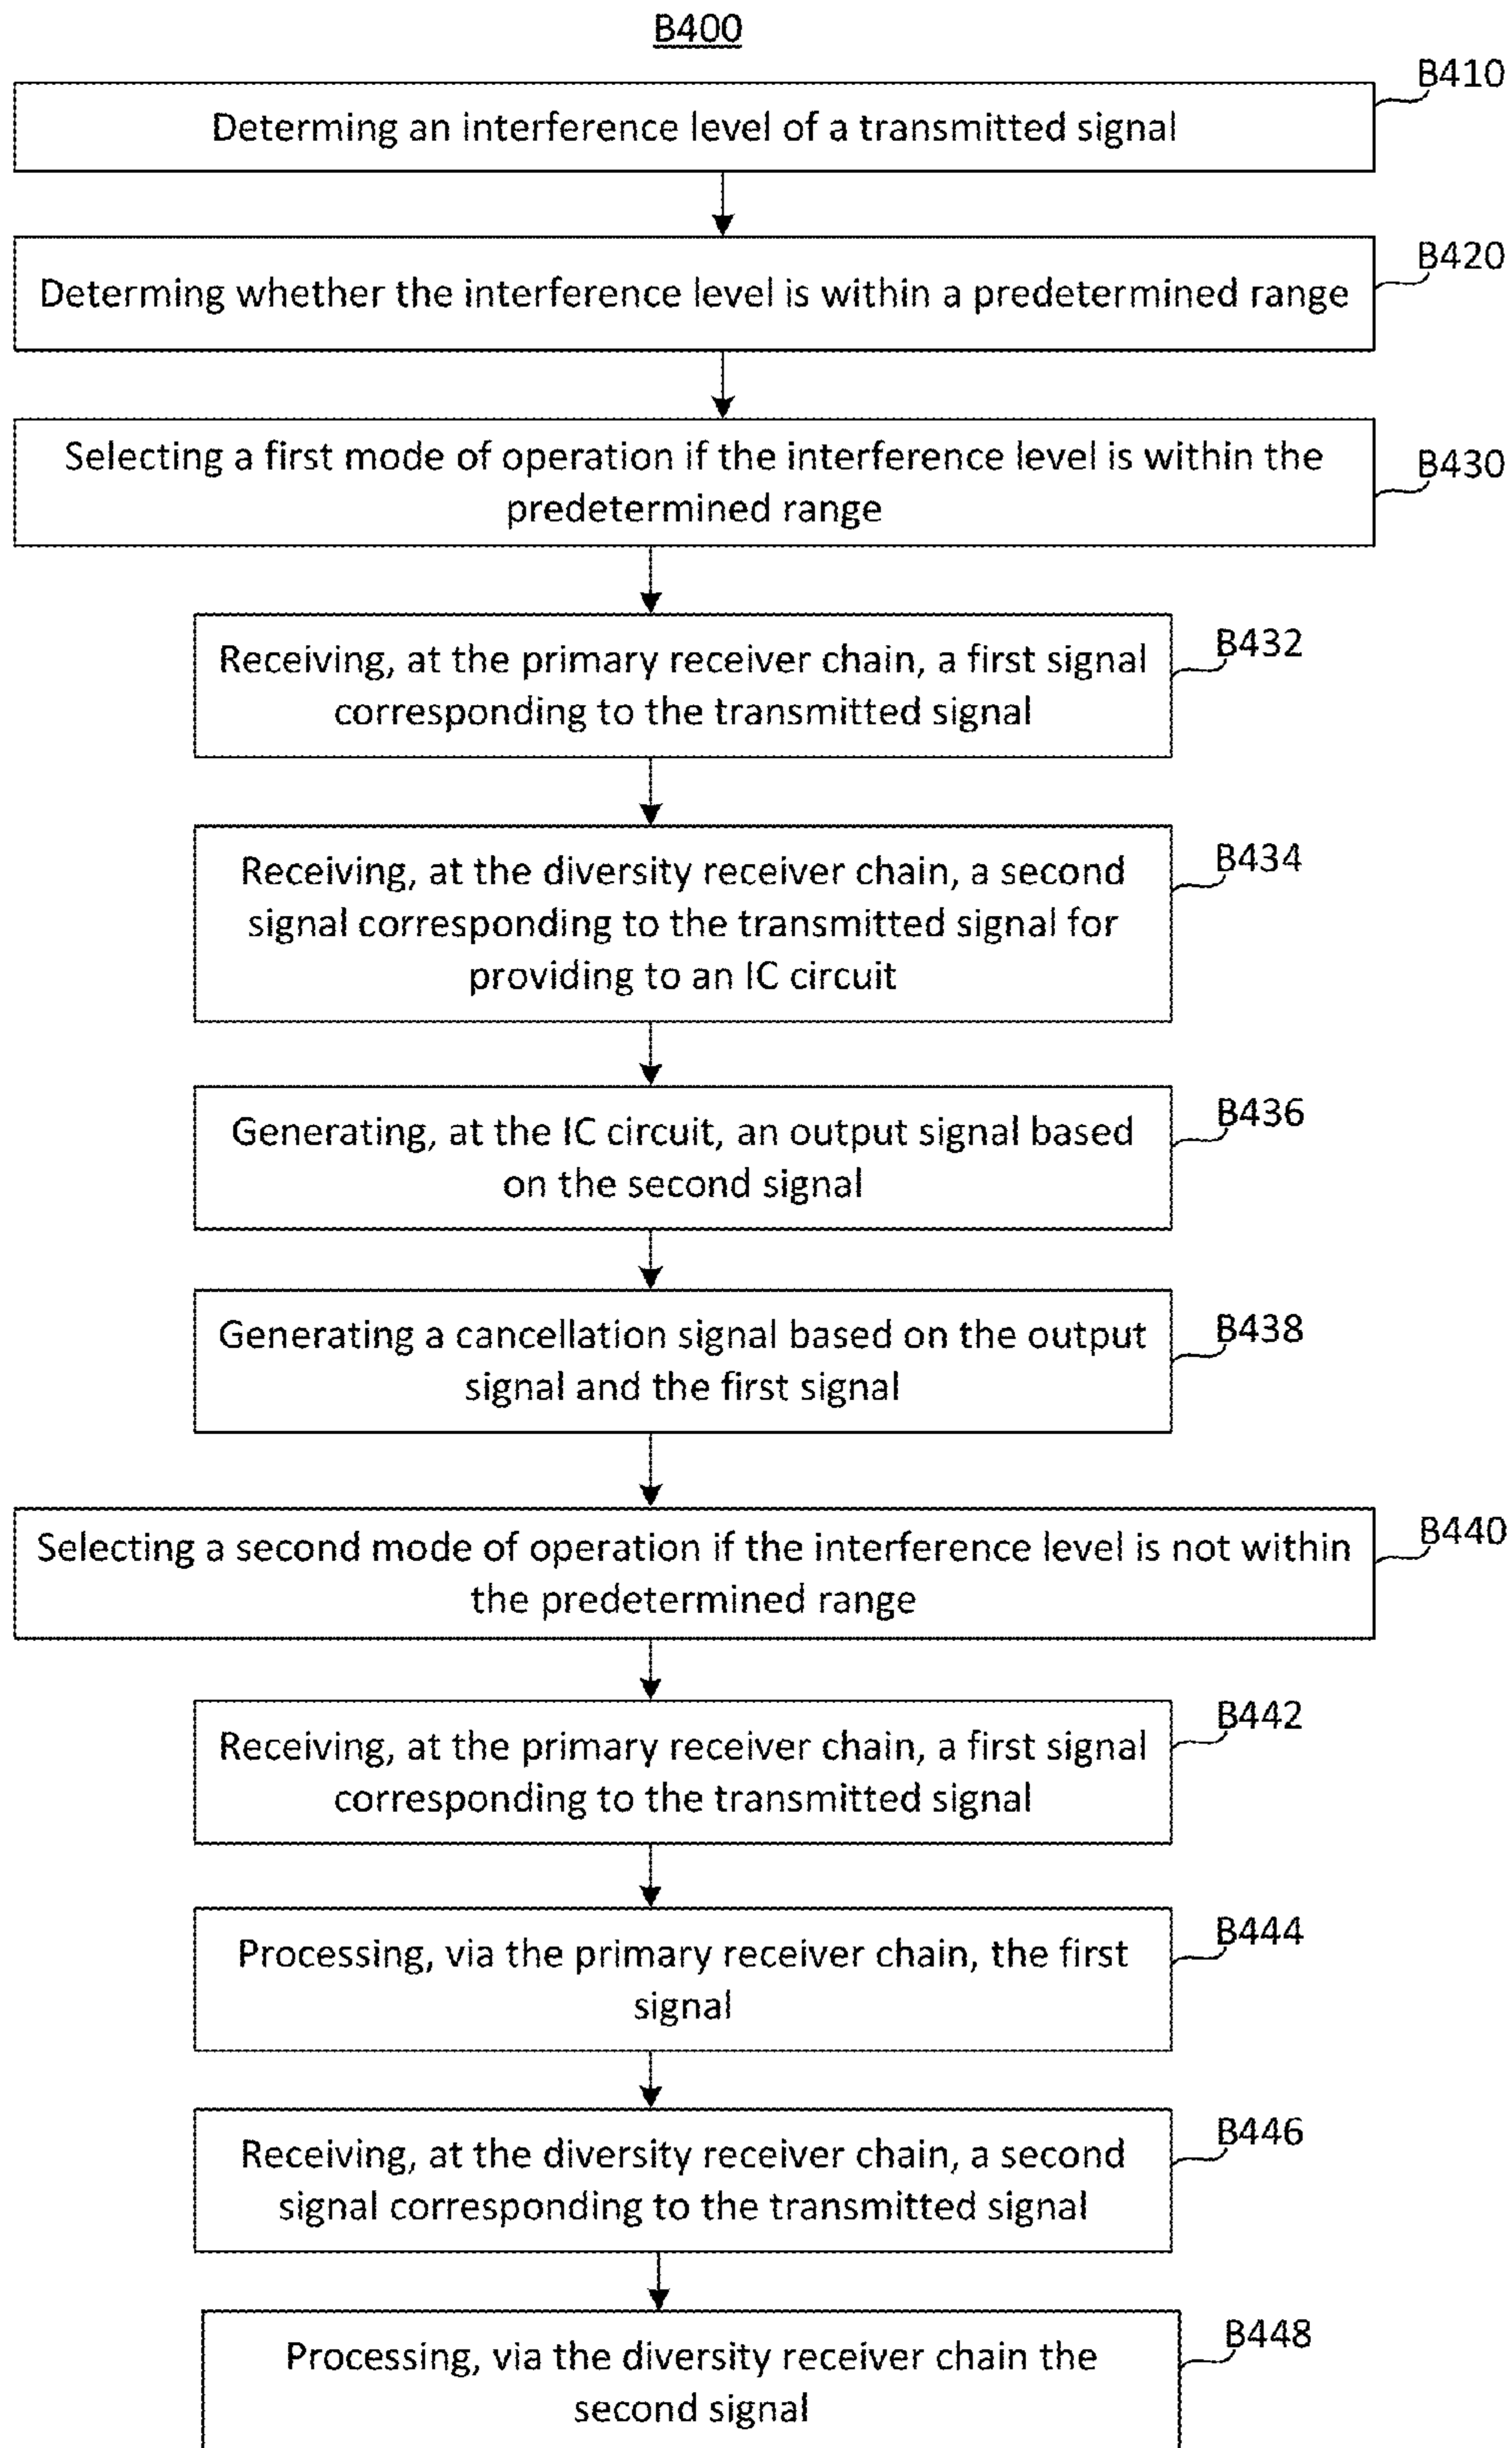 B400
B410
Determing an interference level of a transmitted signal
B420
Determing whether the interference level is within a predetermined range
Selecting a first mode of operation if the interference level is within the
predetermined range
B430
Receiving, at the primary receiver chain, a first signal
corresponding to the transmitted signal
B432
Receiving, at the diversity receiver chain, a second
signal corresponding to the transmitted signal for
providing to an IC circuit
B434
Generating, at the IC circuit, an output signal based
on the second signal
B436
Generating a cancellation signal based on the output
signal and the first signal
B438
Selecting a second mode of operation if the interference level is not within
the predetermined range
B440
Receiving, at the primary receiver chain, a first signal
corresponding to the transmitted signal
B442
Processing, via the primary receiver chain, the first
signal
B444
Receiving, at the diversity receiver chain, a second
signal corresponding to the transmitted signal
B446
Processing, via the diversity receiver chain the
second signal
B448